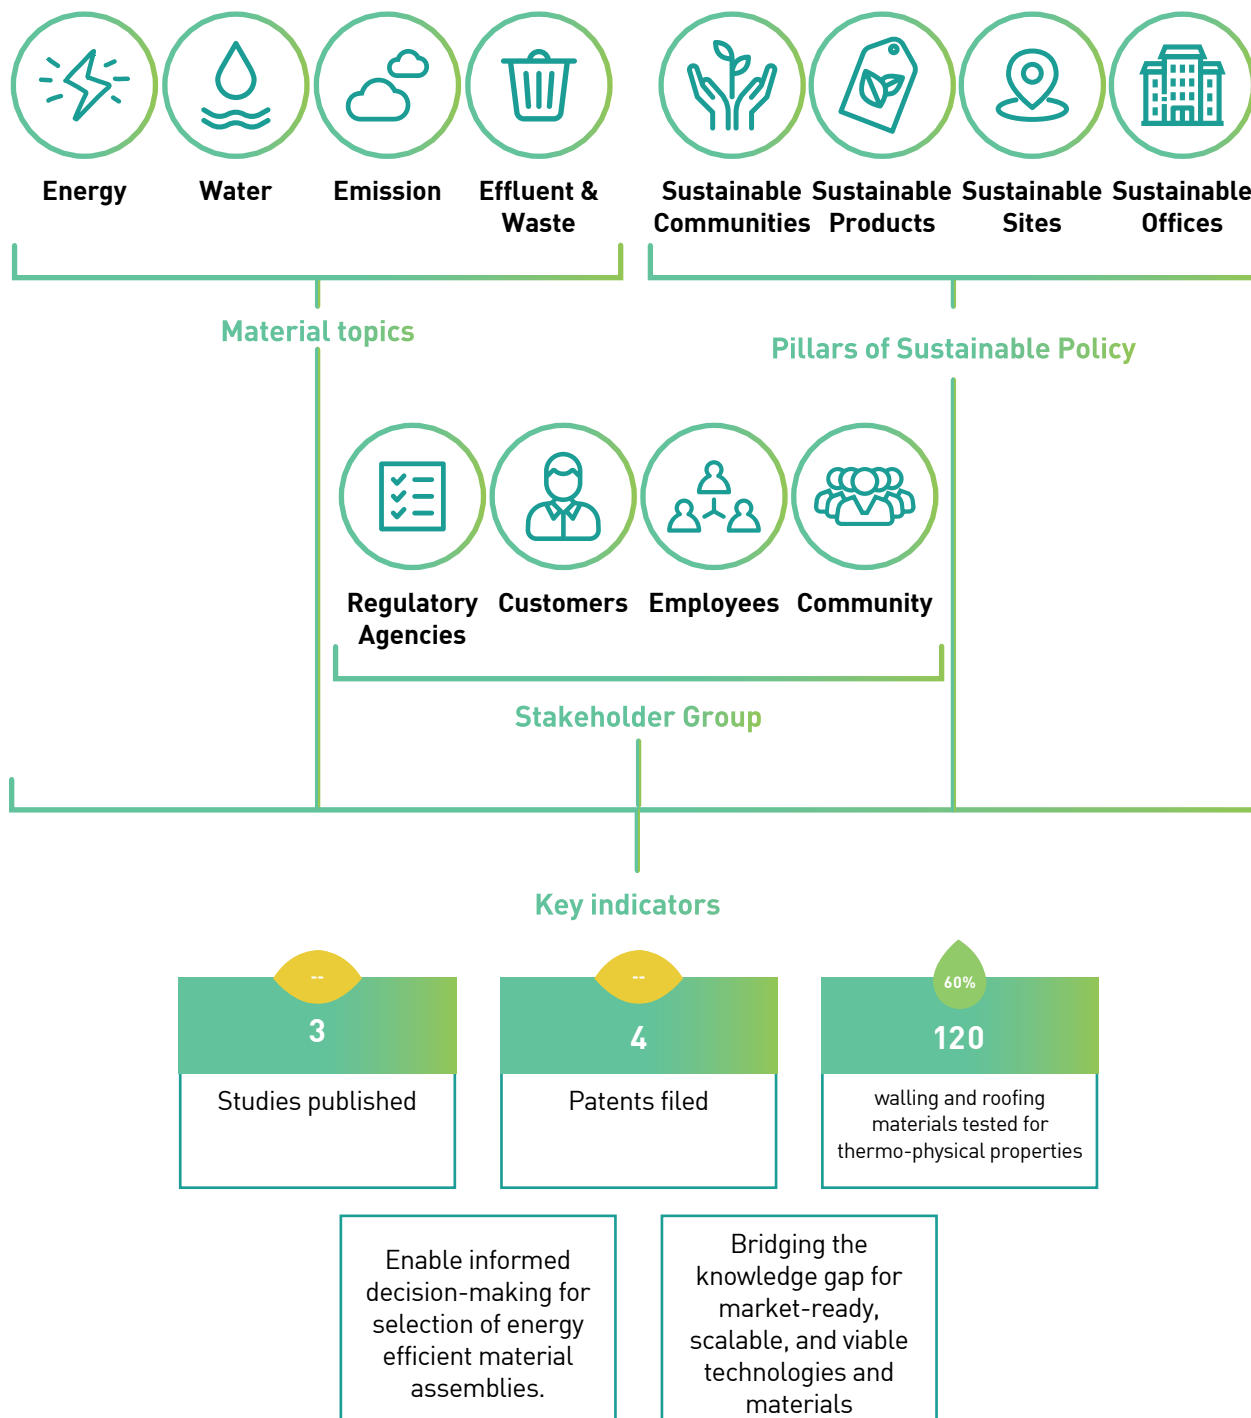 Energy
Water
Emission
Effluent &
Waste
Sustainable
Communities
Sustainable
Products
Sustainable
Sites
Sustainable
Offices
Material topics
Pillars of Sustainable Policy
Regulatory
Agencies
Customers
Employees
Community
Stakeholder Group
Key indicators
--
3
Studies published
--
4
Patents filed
60%
120
walling and roofing
materials tested for
thermo-physical properties
Enable informed
decision-making for
selection of energy
efficient material
assemblies.
Bridging the
knowledge gap for
market-ready,
scalable, and viable
technologies and
materials